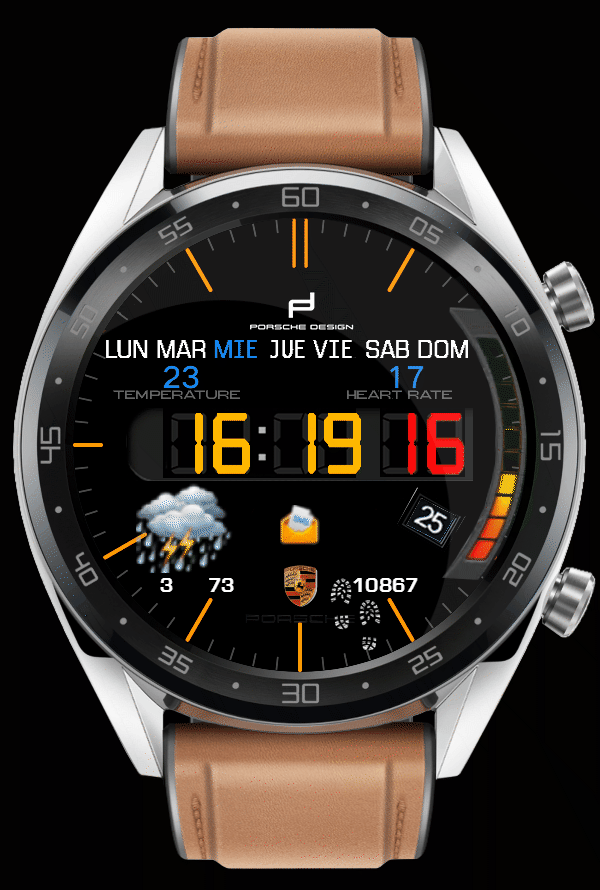 60
55 05
50 10
PORSCHE DESIGN
LUN MAR MIE JUE VIE SAB DOM
23 17
TEMPERATURE HEART RATE
45 16:19 16 15
25
3 73 10867
40 20
PORSCHE
35 25
30